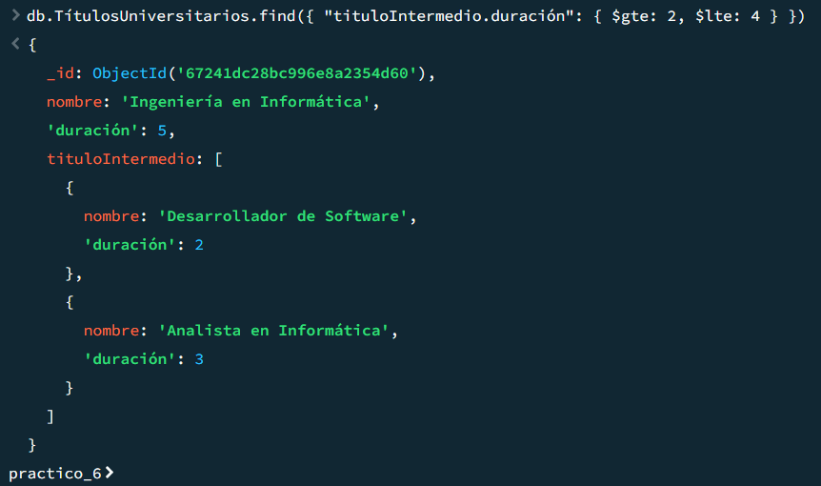 > db.TítulosUniversitarios.find({ "tituloIntermedio.duración": { $gte: 2, $lte: 4 } })
< {
    _id: ObjectId('67241dc28bc996e8a2354d60'),
    nombre: 'Ingeniería en Informática',
    'duración': 5,
    tituloIntermedio: [
      {
        nombre: 'Desarrollador de Software',
        'duración': 2
      },
      {
        nombre: 'Analista en Informática',
        'duración': 3
      }
    ]
  }
practico_6>